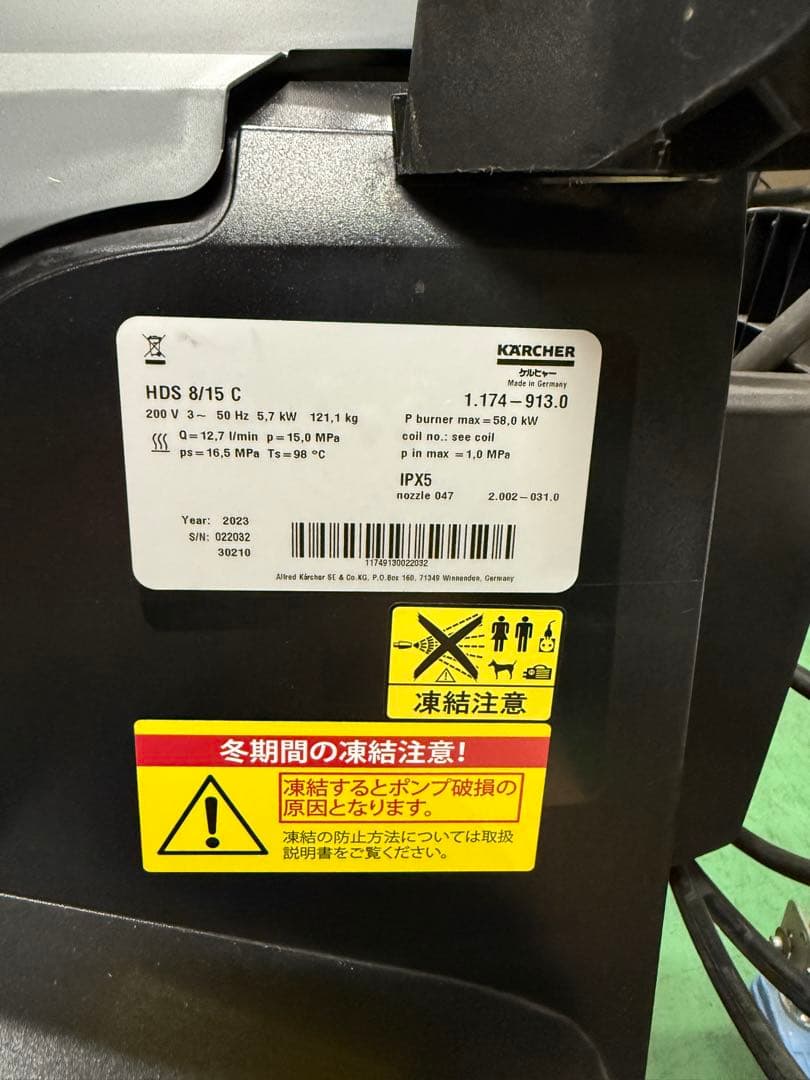 KÄRCHER
ケルヒャー
Made in Germany
HDS 8/15 C
1.174-913.0
200 V 3~ 50 Hz 5,7 kW 121,1 kg
P burner max=58,0 kW
Q=12,7 l/min p=15,0 MPa
coil no.: see coil
ps=16,5 MPa Ts=98 °C
p in max =1,0 MPa
IPX5
nozzle 047 2.002-031.0
Year: 2023
S/N: 022032
30210
11749130022032
Alfred Kärcher SE & Co.KG, P.O.Box 160, 71349 Winnenden, Germany
凍結注意
冬期間の凍結注意!
凍結するとポンプ破損の
原因となります。
凍結の防止方法については取扱
説明書をご覧ください。